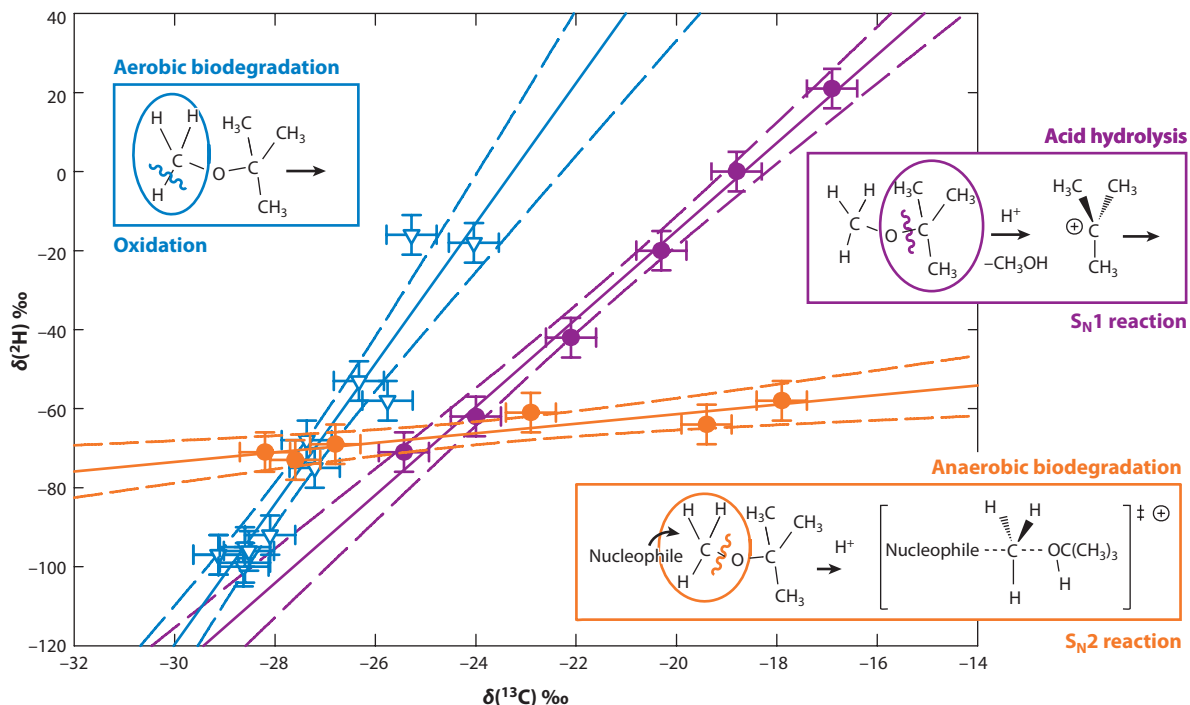 40
20
0
−20
−40
−60
−80
−100
−120
δ(²H) ‰
−32
−30
−28
−26
−24
−22
−20
−18
−16
−14
δ(¹³C) ‰
Aerobic biodegradation
H
H
C
H
O
H₃C
C
CH₃
CH₃
Oxidation
Acid hydrolysis
H
H
C
H
O
H₃C
C
CH₃
CH₃
H⁺
−CH₃OH
H₃C
CH₃
⊕
C
CH₃
Sₙ1 reaction
Anaerobic biodegradation
Nucleophile
H
H
C
H
O
H₃C
C
CH₃
CH₃
H⁺
Nucleophile
H
H
C
H
OC(CH₃)₃
H
‡ ⊕
Sₙ2 reaction